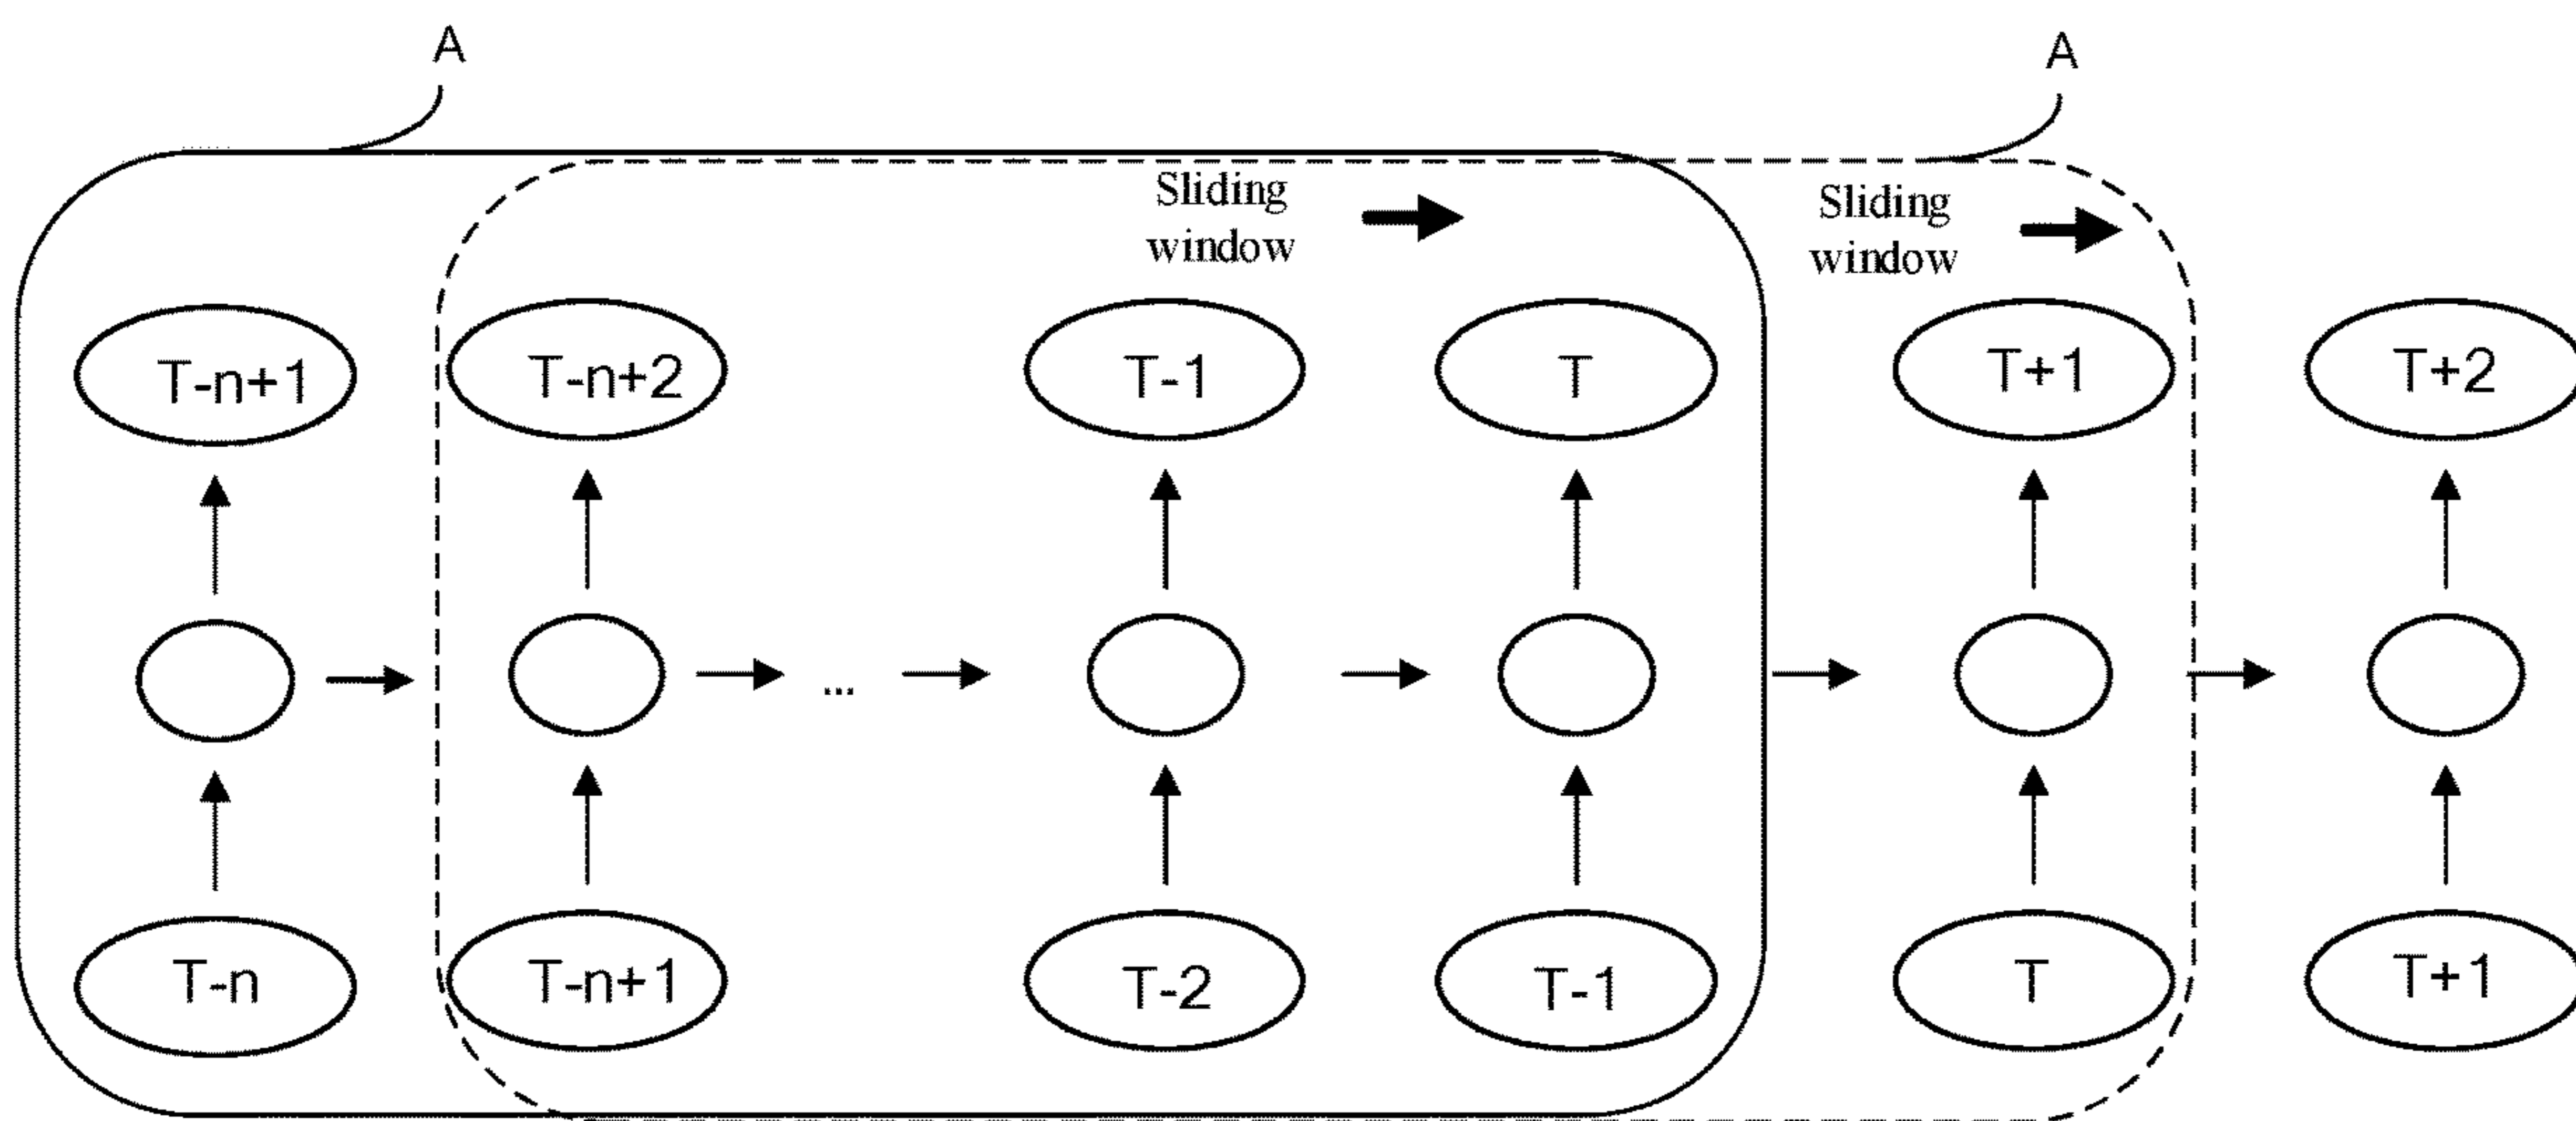 A
A
Sliding
window
Sliding
window
T-n+1
T-n+2
T-1
T
T+1
T+2
...
T-n
T-n+1
T-2
T-1
T
T+1